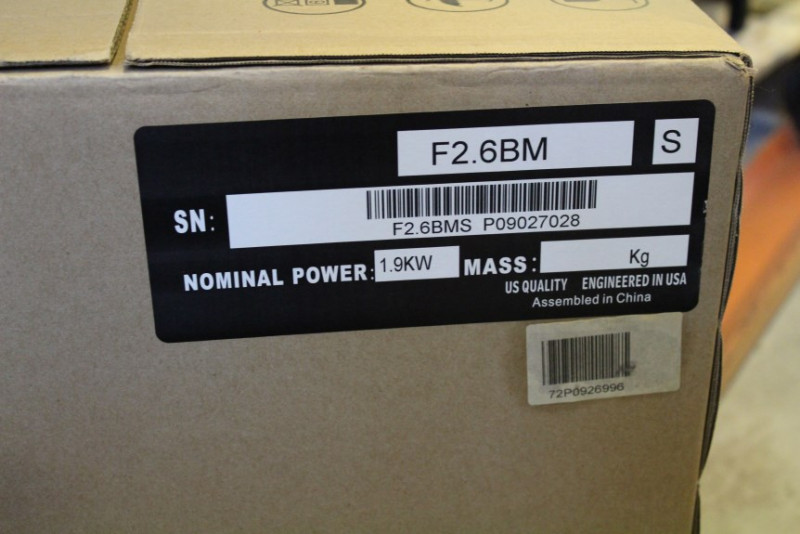 F2.6BM S
SN:
F2.6BMS P09027028
NOMINAL POWER: 1.9KW MASS: Kg
US QUALITY ENGINEERED IN USA
Assembled in China
72P0926996